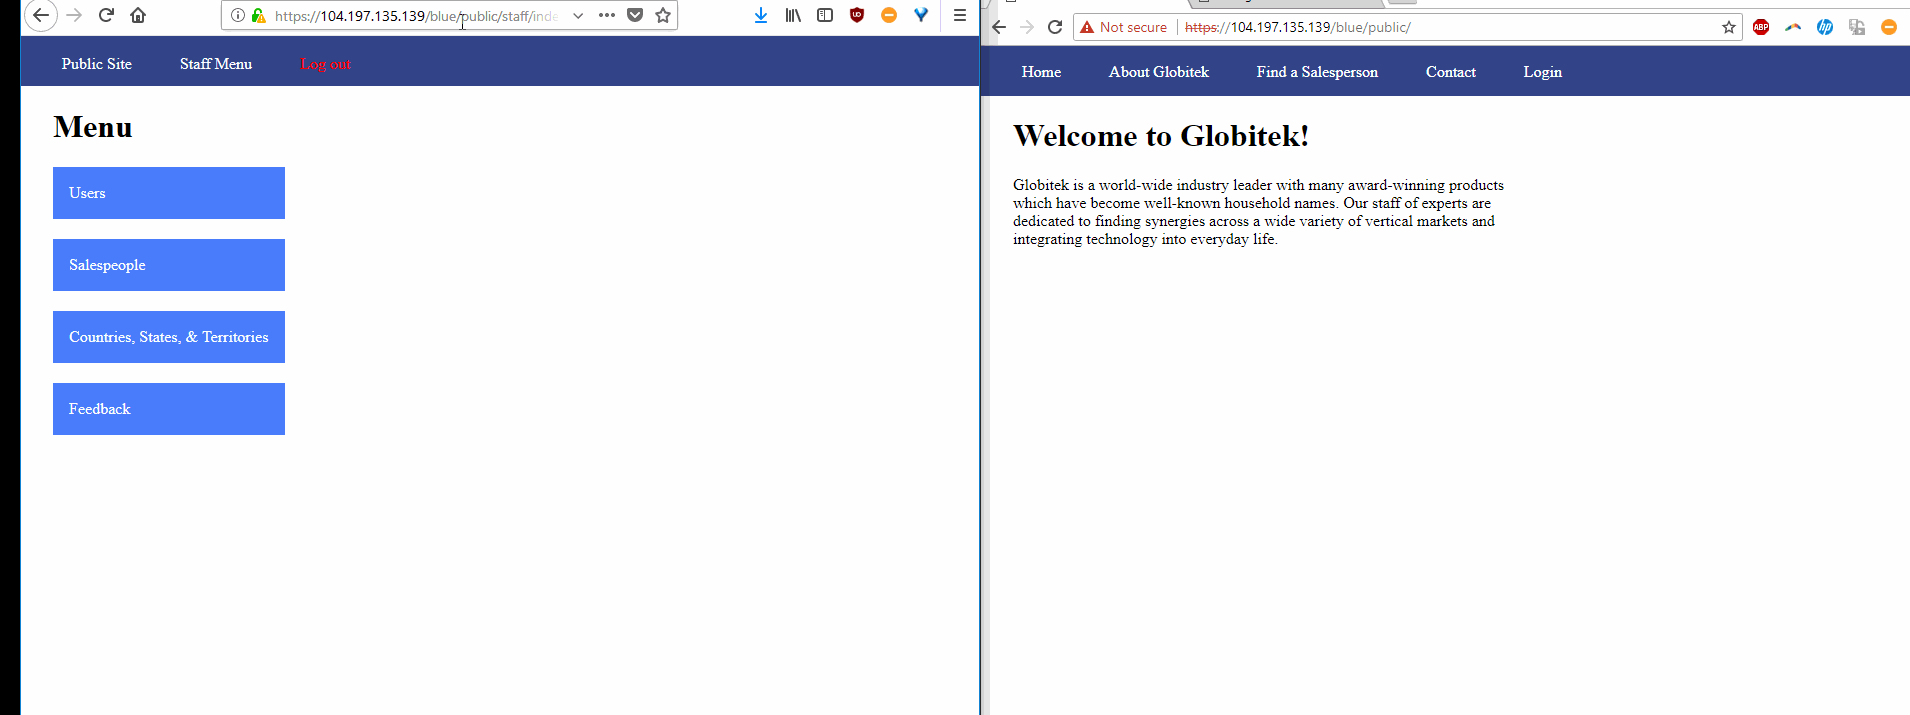 https://104.197.135.139/blue/public/staff/inde
Public Site Staff Menu Log out
Menu
Users
Salespeople
Countries, States, & Territories
Feedback
Not secure https://104.197.135.139/blue/public/
ABP
hp
Home About Globitek Find a Salesperson Contact Login
Welcome to Globitek!
Globitek is a world-wide industry leader with many award-winning products
which have become well-known household names. Our staff of experts are
dedicated to finding synergies across a wide variety of vertical markets and
integrating technology into everyday life.